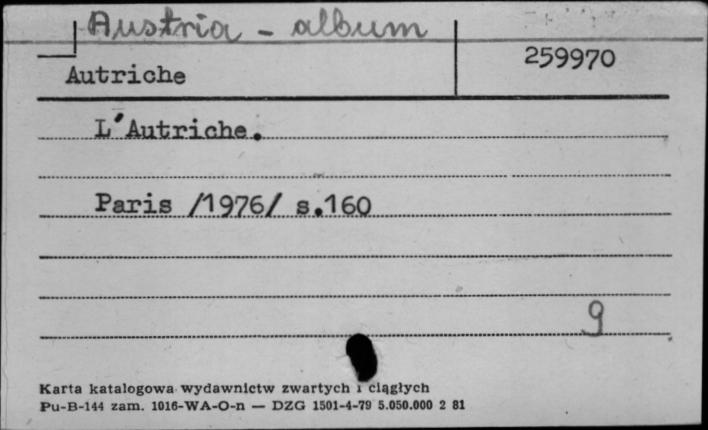 Austria - album
259970
Autriche
L'Autriche.
Paris /1976/ s.160
9
Karta katalogowa wydawnictw zwartych i ciągłych
Pu-B-144 zam. 1016-WA-O-n — DZG 1501-4-79 5.050.000 2 81